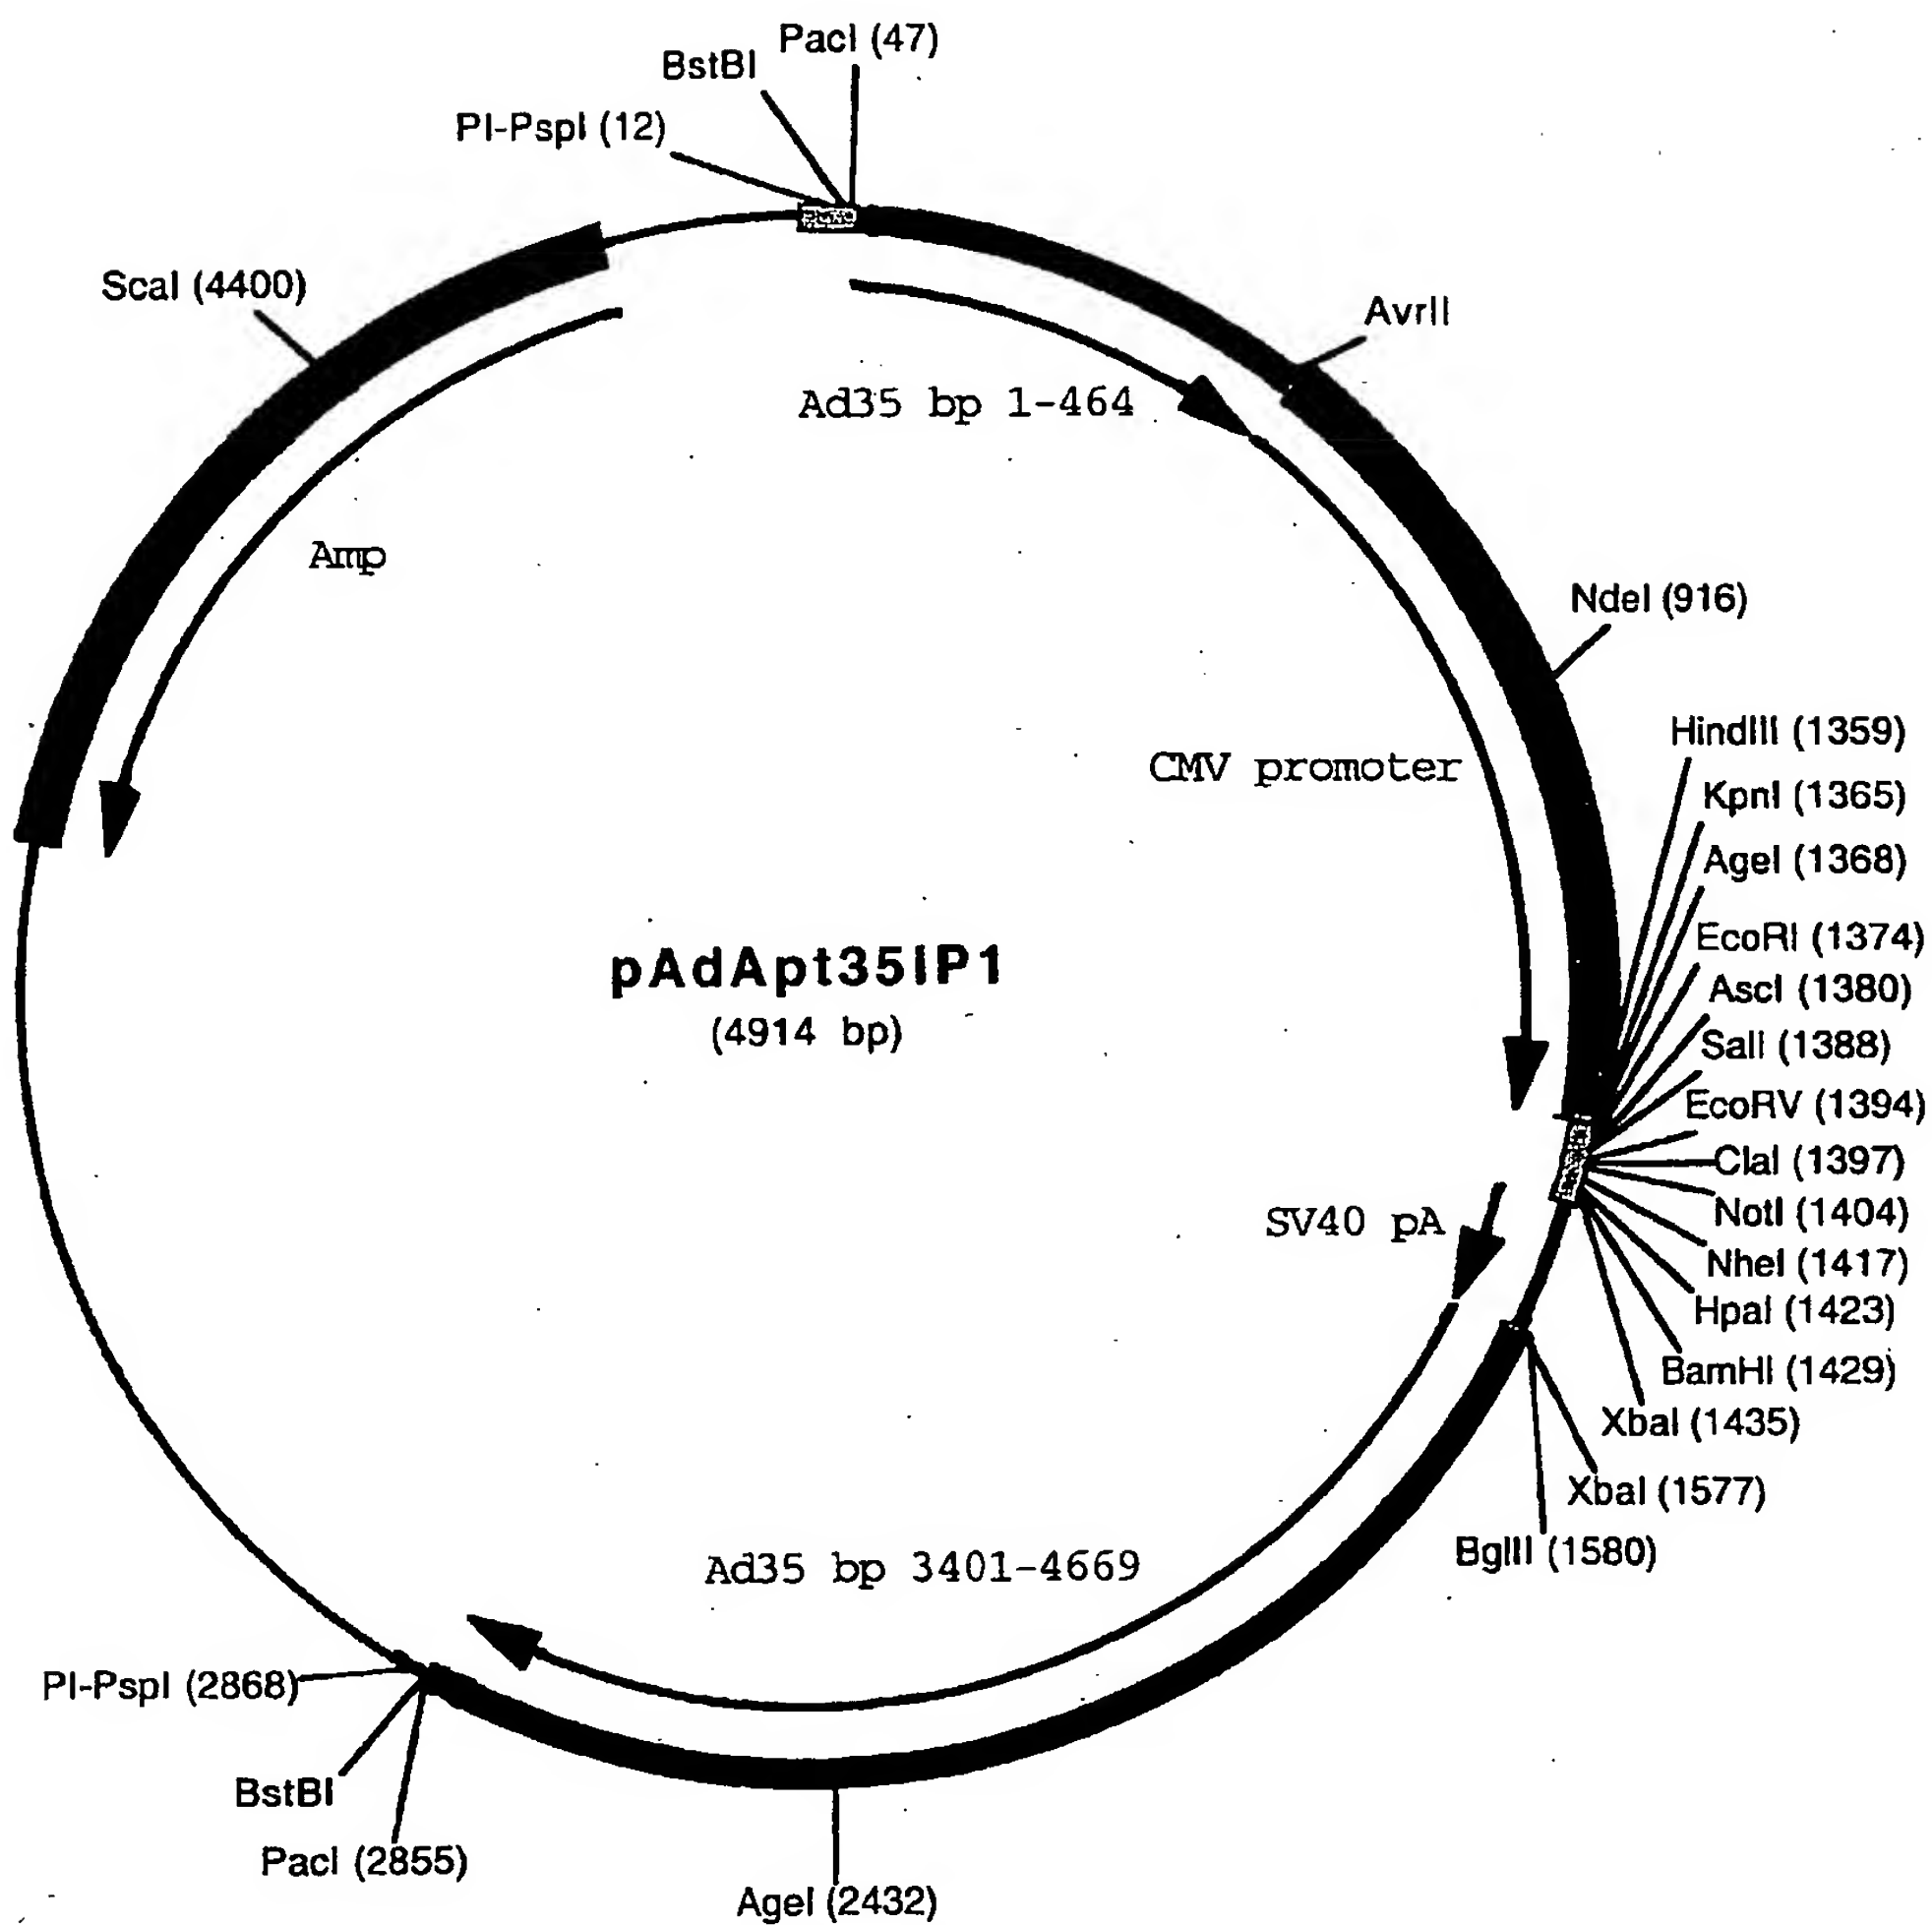 PacI (47)
BstBI
PI-PspI (12)
ScaI (4400)
AvrII
Ad35 bp 1-464
Amp
NdeI (916)
HindIII (1359)
CMV promoter
KpnI (1365)
AgeI (1368)
EcoRI (1374)
pAdApt35IP1
AscI (1380)
(4914 bp)
SalI (1388)
EcoRV (1394)
ClaI (1397)
SV40 pA
NotI (1404)
NheI (1417)
HpaI (1423)
BamHI (1429)
XbaI (1435)
XbaI (1577)
BglII (1580)
Ad35 bp 3401-4669
PI-PspI (2868)
BstBI
PacI (2855)
AgeI (2432)